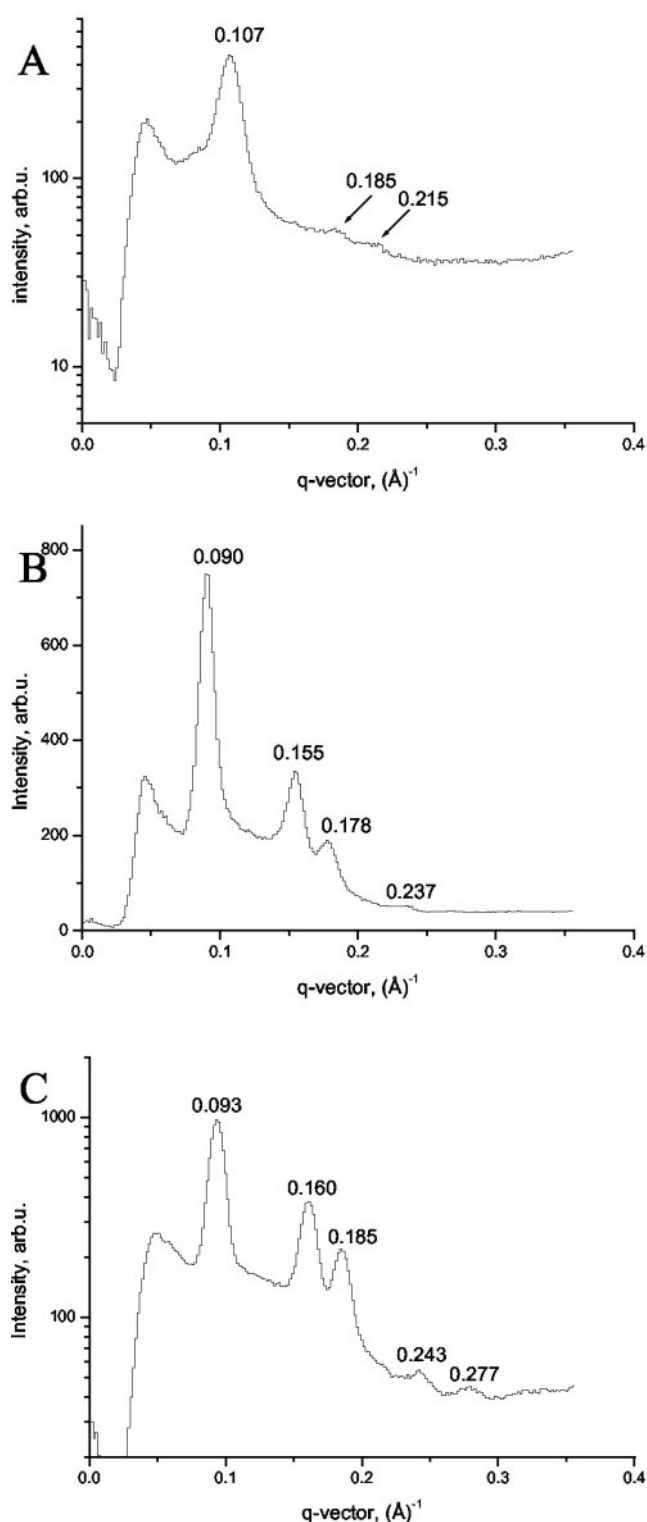 A
0.107
0.185
0.215
100
10
intensity, arb.u.
0.0 0.1 0.2 0.3 0.4
q-vector, (Å)⁻¹
B
800
0.090
600
400
0.155
200
0.178
0.237
0
Intensity, arb.u.
0.0 0.1 0.2 0.3 0.4
q-vector, (Å)⁻¹
C
1000
0.093
0.160
0.185
100
0.243
0.277
Intensity, arb.u.
0.0 0.1 0.2 0.3 0.4
q-vector, (Å)⁻¹